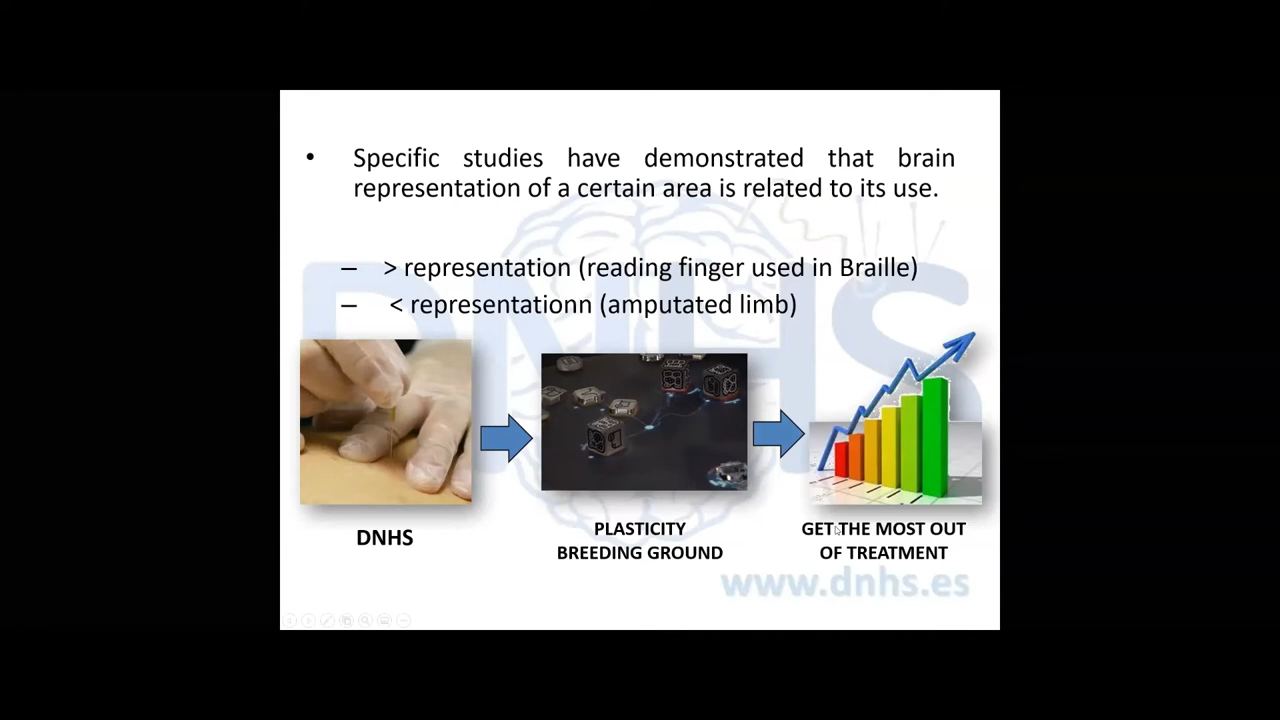 • Specific studies have demonstrated that brain
representation of a certain area is related to its use.
– > representation (reading finger used in Braille)
– < representationn (amputated limb)
DNHS
DNHS
PLASTICITY
BREEDING GROUND
GET THE MOST OUT
OF TREATMENT
www.dnhs.es